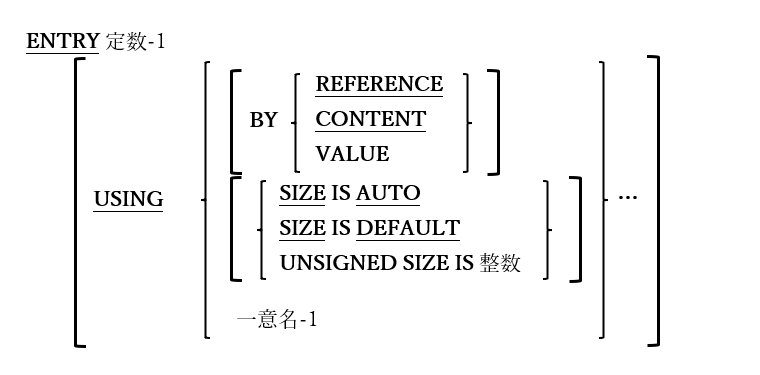 ENTRY 定数-1
REFERENCE
BY CONTENT
VALUE
SIZE IS AUTO
USING ...
SIZE IS DEFAULT
UNSIGNED SIZE IS 整数
一意名-1